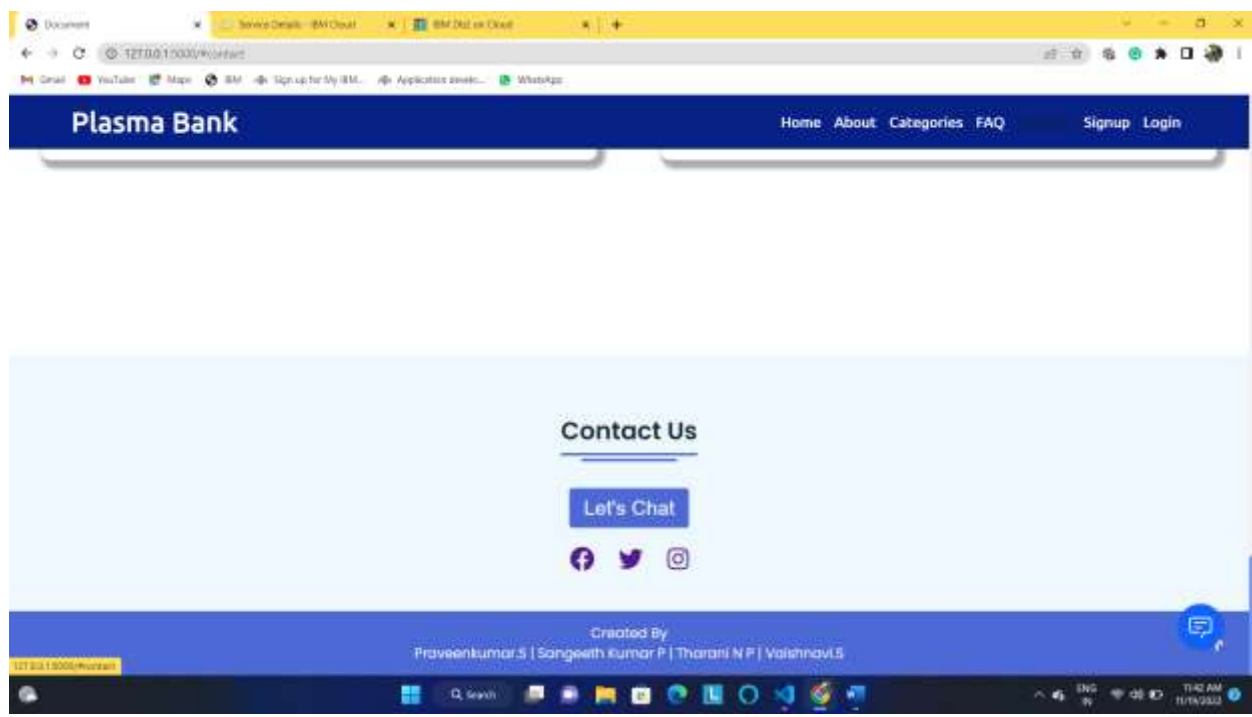 Document
Service Details - IBM Cloud
IBM Db2 on Cloud
127.0.0.1:5000/#contact
Gmail
YouTube
Maps
IBM
Sign up for My IBM...
Application
WhatsApp
Plasma Bank
Home About Categories FAQ
Signup Login
Contact Us
Let's Chat
Created By
Praveenkumar.S | Sangeeth Kumar P | Tharani N P | Vaishnavi.S
127.0.0.1:5000/#contact
Search
ENG
IN
11:42 AM
11/19/2022